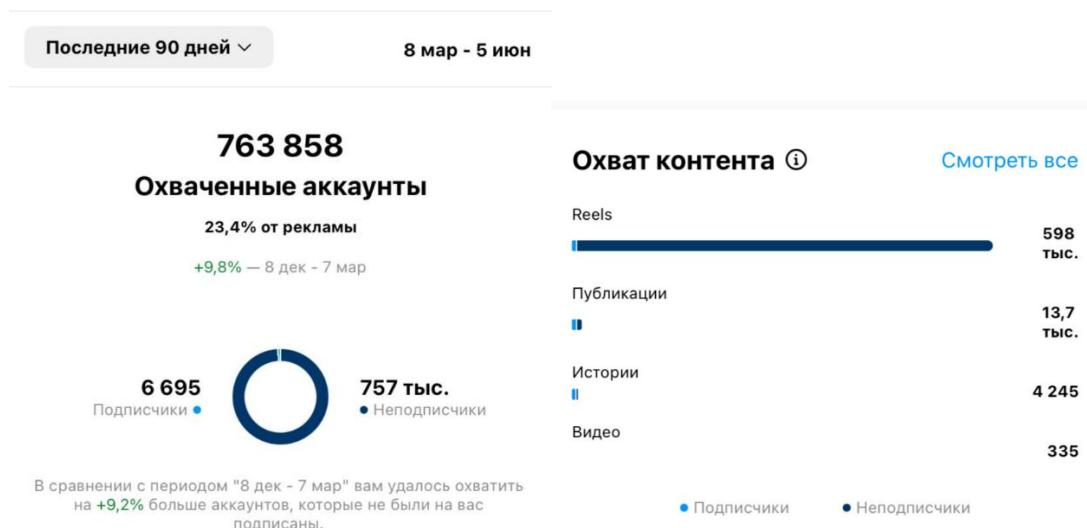 Последние 90 дней
8 мар - 5 июн
763 858
Охваченные аккаунты
23,4% от рекламы
+9,8% — 8 дек - 7 мар
6 695
Подписчики
757 тыс.
Неподписчики
В сравнении с периодом "8 дек - 7 мар" вам удалось охватить
на +9,2% больше аккаунтов, которые не были на вас
подписаны.
Охват контента
Смотреть все
Reels
598
тыс.
Публикации
13,7
тыс.
Истории
4 245
Видео
335
Подписчики
Неподписчики